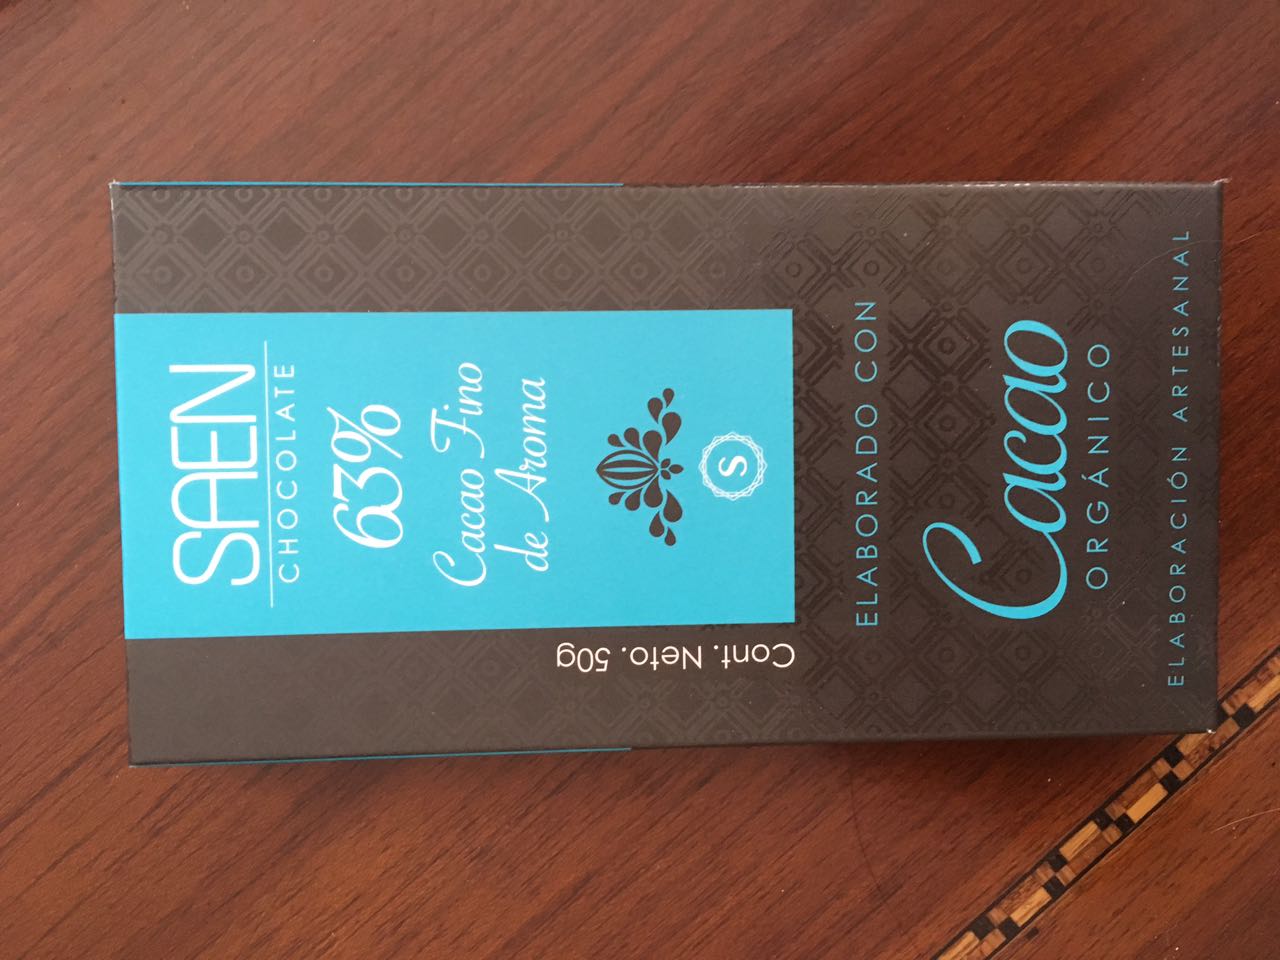 SAEN
CHOCOLATE
63%
Cacao Fino
de Aroma
S
Cont. Neto. 50g
ELABORADO CON
Cacao
ORGÁNICO
ELABORACIÓN ARTESANAL